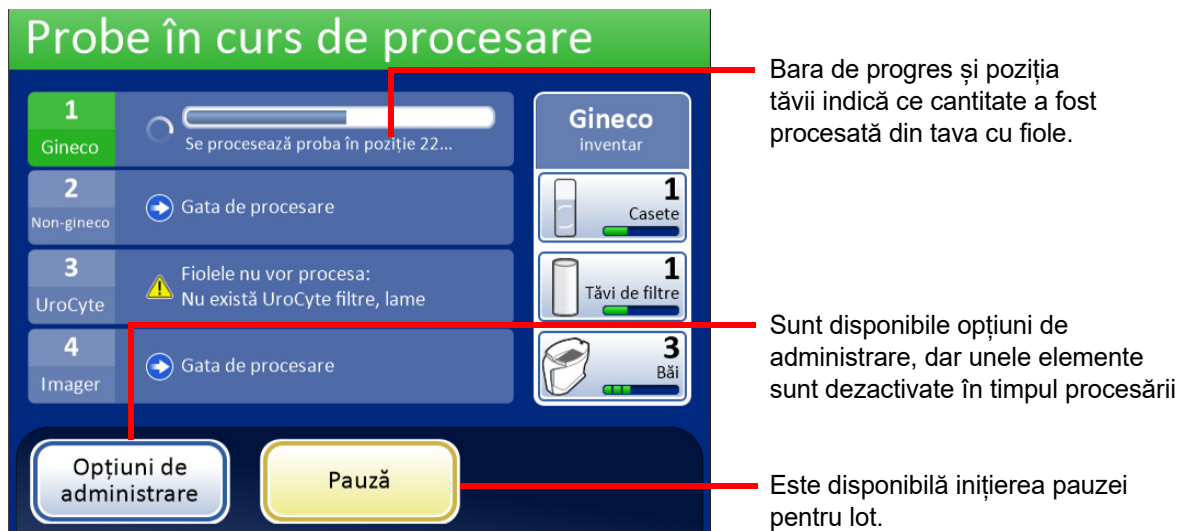 Probe în curs de procesare
1
Gineco
Se procesează proba în poziție 22...
2
Non-gineco
Gata de procesare
3
UroCyte
Fiolele nu vor procesa:
Nu există UroCyte filtre, lame
4
Imager
Gata de procesare
Gineco
inventar
1
Casete
1
Tăvi de filtre
3
Băi
Opțiuni de
administrare
Pauză
Bara de progres și poziția
tăvii indică ce cantitate a fost
procesată din tava cu fiole.
Sunt disponibile opțiuni de
administrare, dar unele elemente
sunt dezactivate în timpul procesării
Este disponibilă inițierea pauzei
pentru lot.